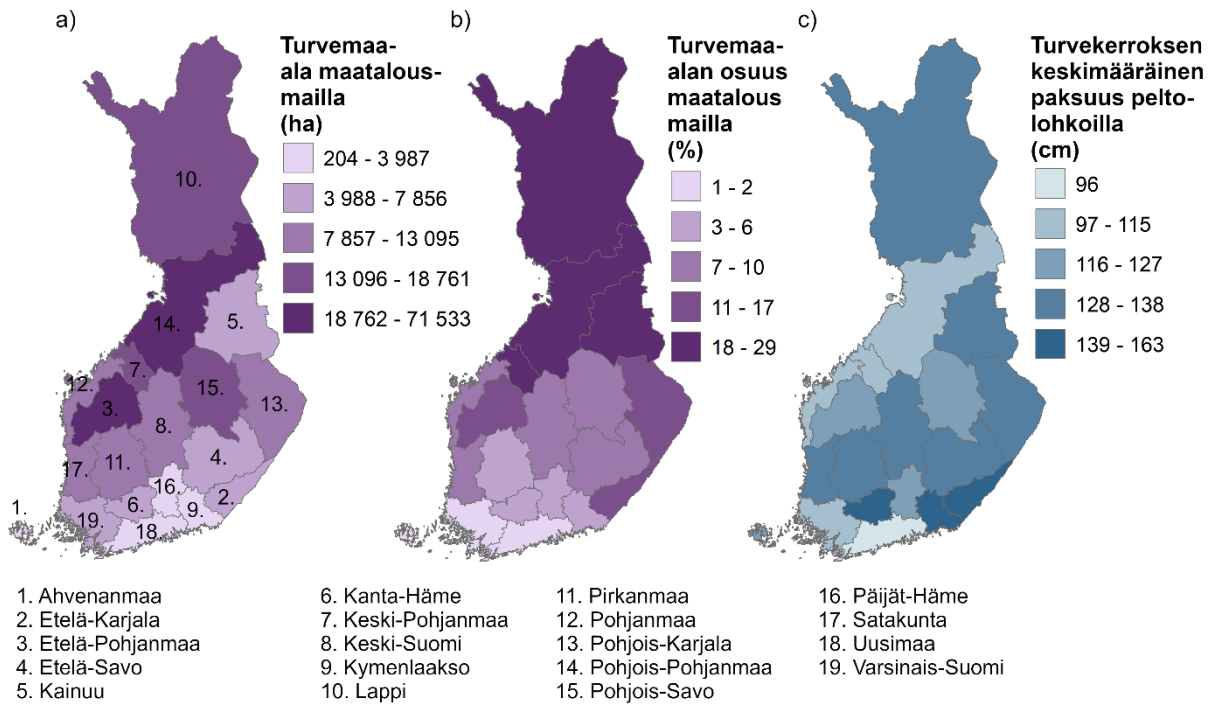 a)
Turvemaa-
ala maatalous-
mailla
(ha)
204 - 3 987
3 988 - 7 856
7 857 - 13 095
13 096 - 18 761
18 762 - 71 533
10.
5.
14.
7.
12.
15.
3.
13.
8.
4.
11.
17.
16.
2.
6.
9.
1.
19.
18.
b)
Turvemaa-
alan osuus
maatalous
mailla
(%)
1 - 2
3 - 6
7 - 10
11 - 17
18 - 29
c)
Turvekerroksen
keskimääräinen
paksuus pelto-
lohkoilla
(cm)
96
97 - 115
116 - 127
128 - 138
139 - 163
1. Ahvenanmaa
2. Etelä-Karjala
3. Etelä-Pohjanmaa
4. Etelä-Savo
5. Kainuu
6. Kanta-Häme
7. Keski-Pohjanmaa
8. Keski-Suomi
9. Kymenlaakso
10. Lappi
11. Pirkanmaa
12. Pohjanmaa
13. Pohjois-Karjala
14. Pohjois-Pohjanmaa
15. Pohjois-Savo
16. Päijät-Häme
17. Satakunta
18. Uusimaa
19. Varsinais-Suomi